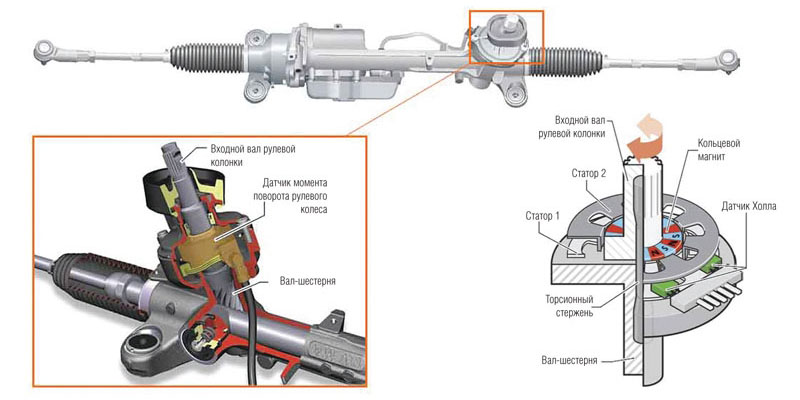 Входной вал рулевой
колонки
Датчик момента
поворота рулевого
колеса
Вал-шестерня
Входной вал
рулевой колонки
Кольцевой
магнит
Статор 2
Датчик Холла
Статор 1
N
S
N
S
Торсионный
стержень
Вал-шестерня